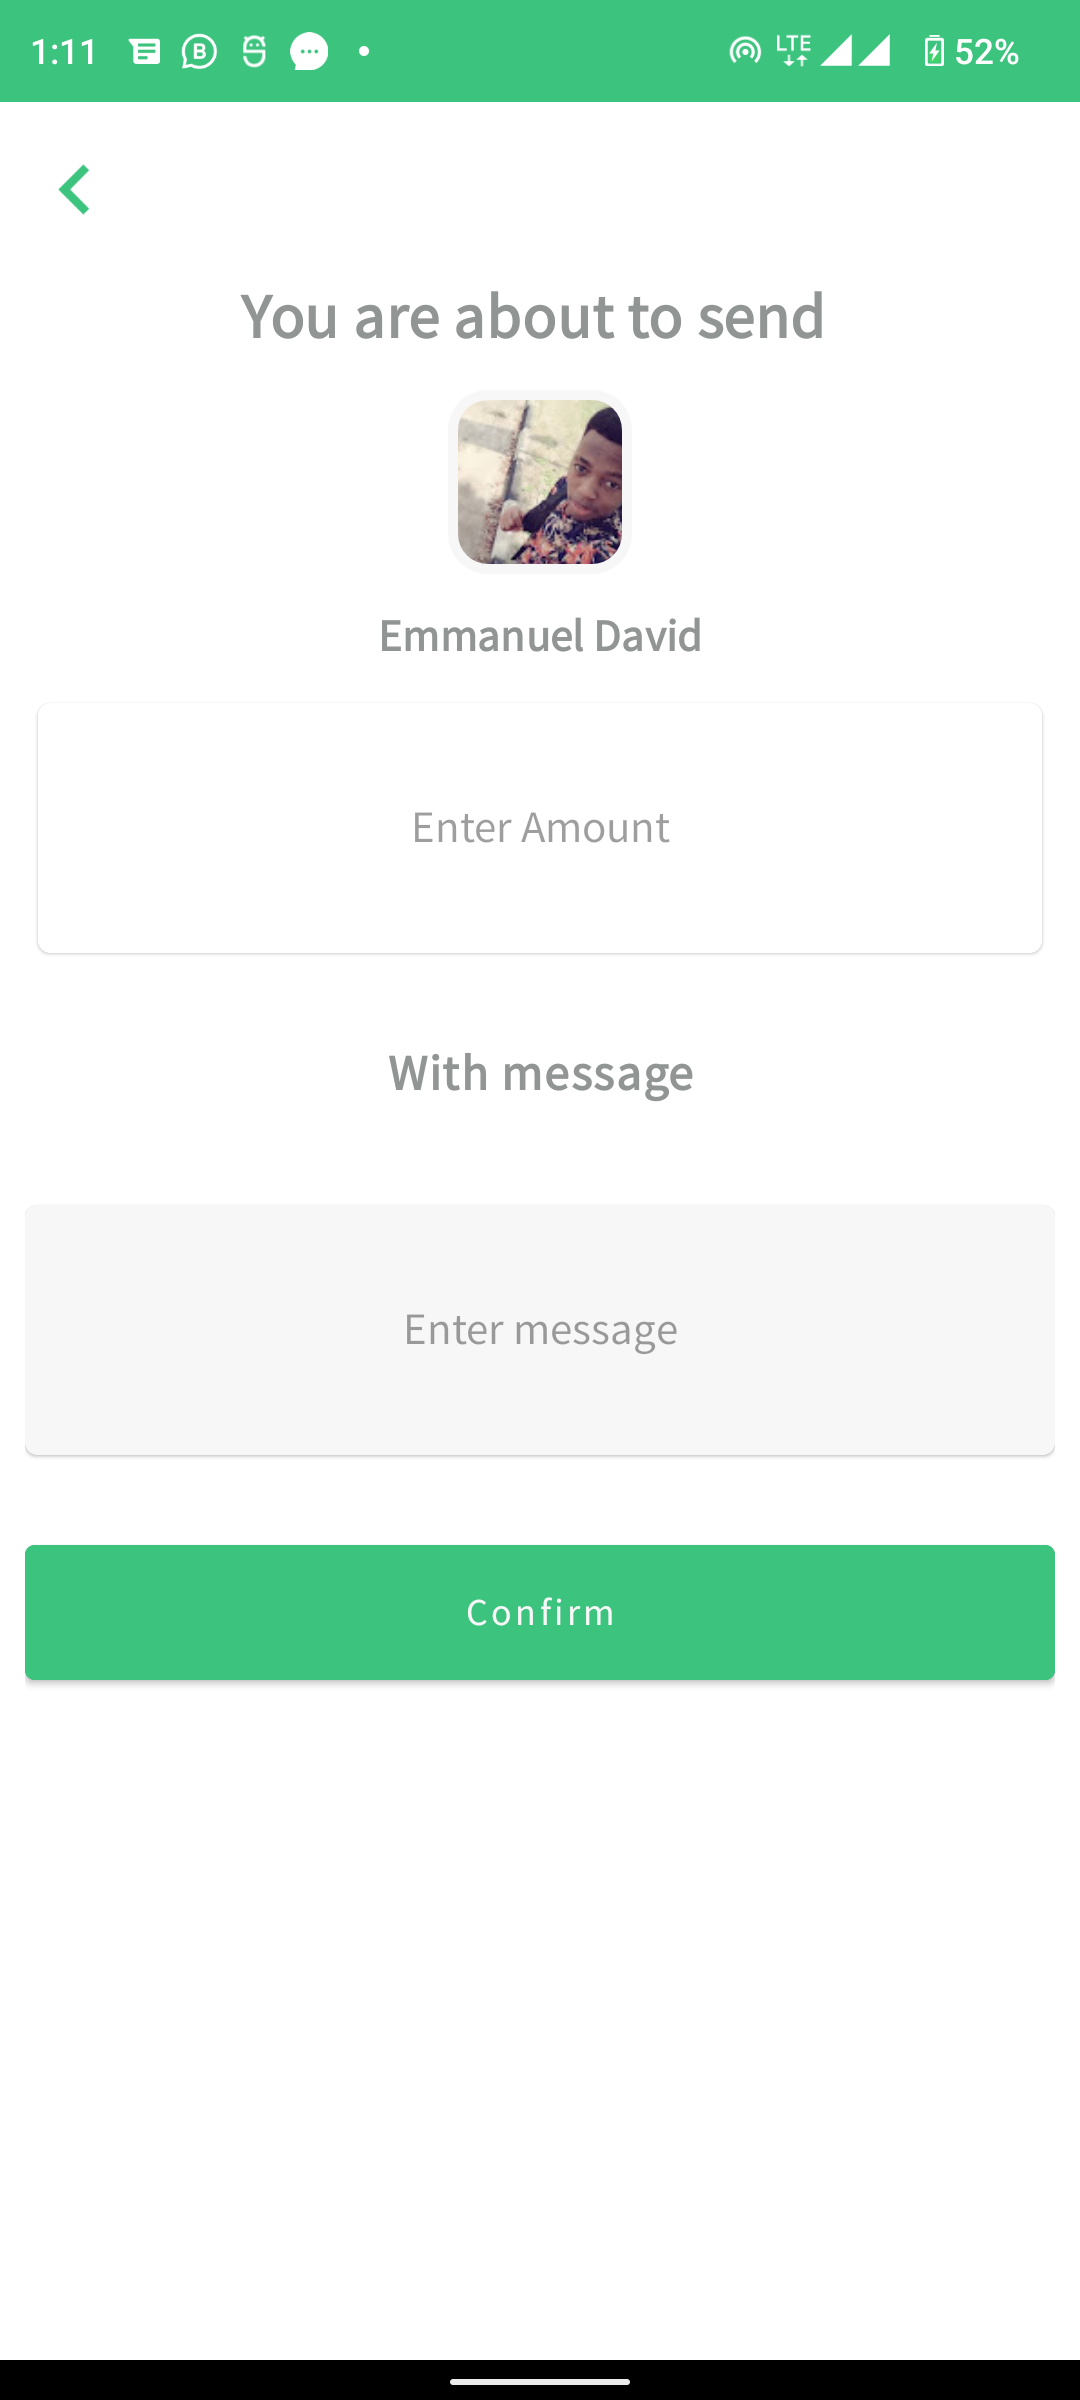 1:11 B LTE 52%
You are about to send
Emmanuel David
Enter Amount
With message
Enter message
Confirm